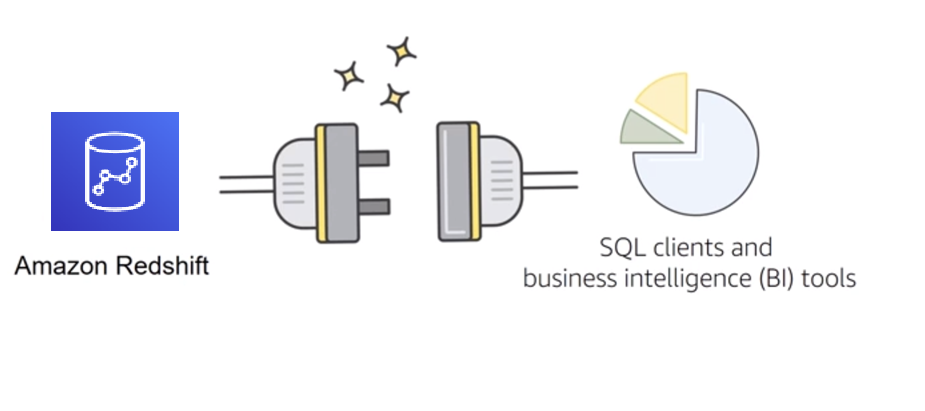 Amazon Redshift
SQL clients and
business intelligence (BI) tools